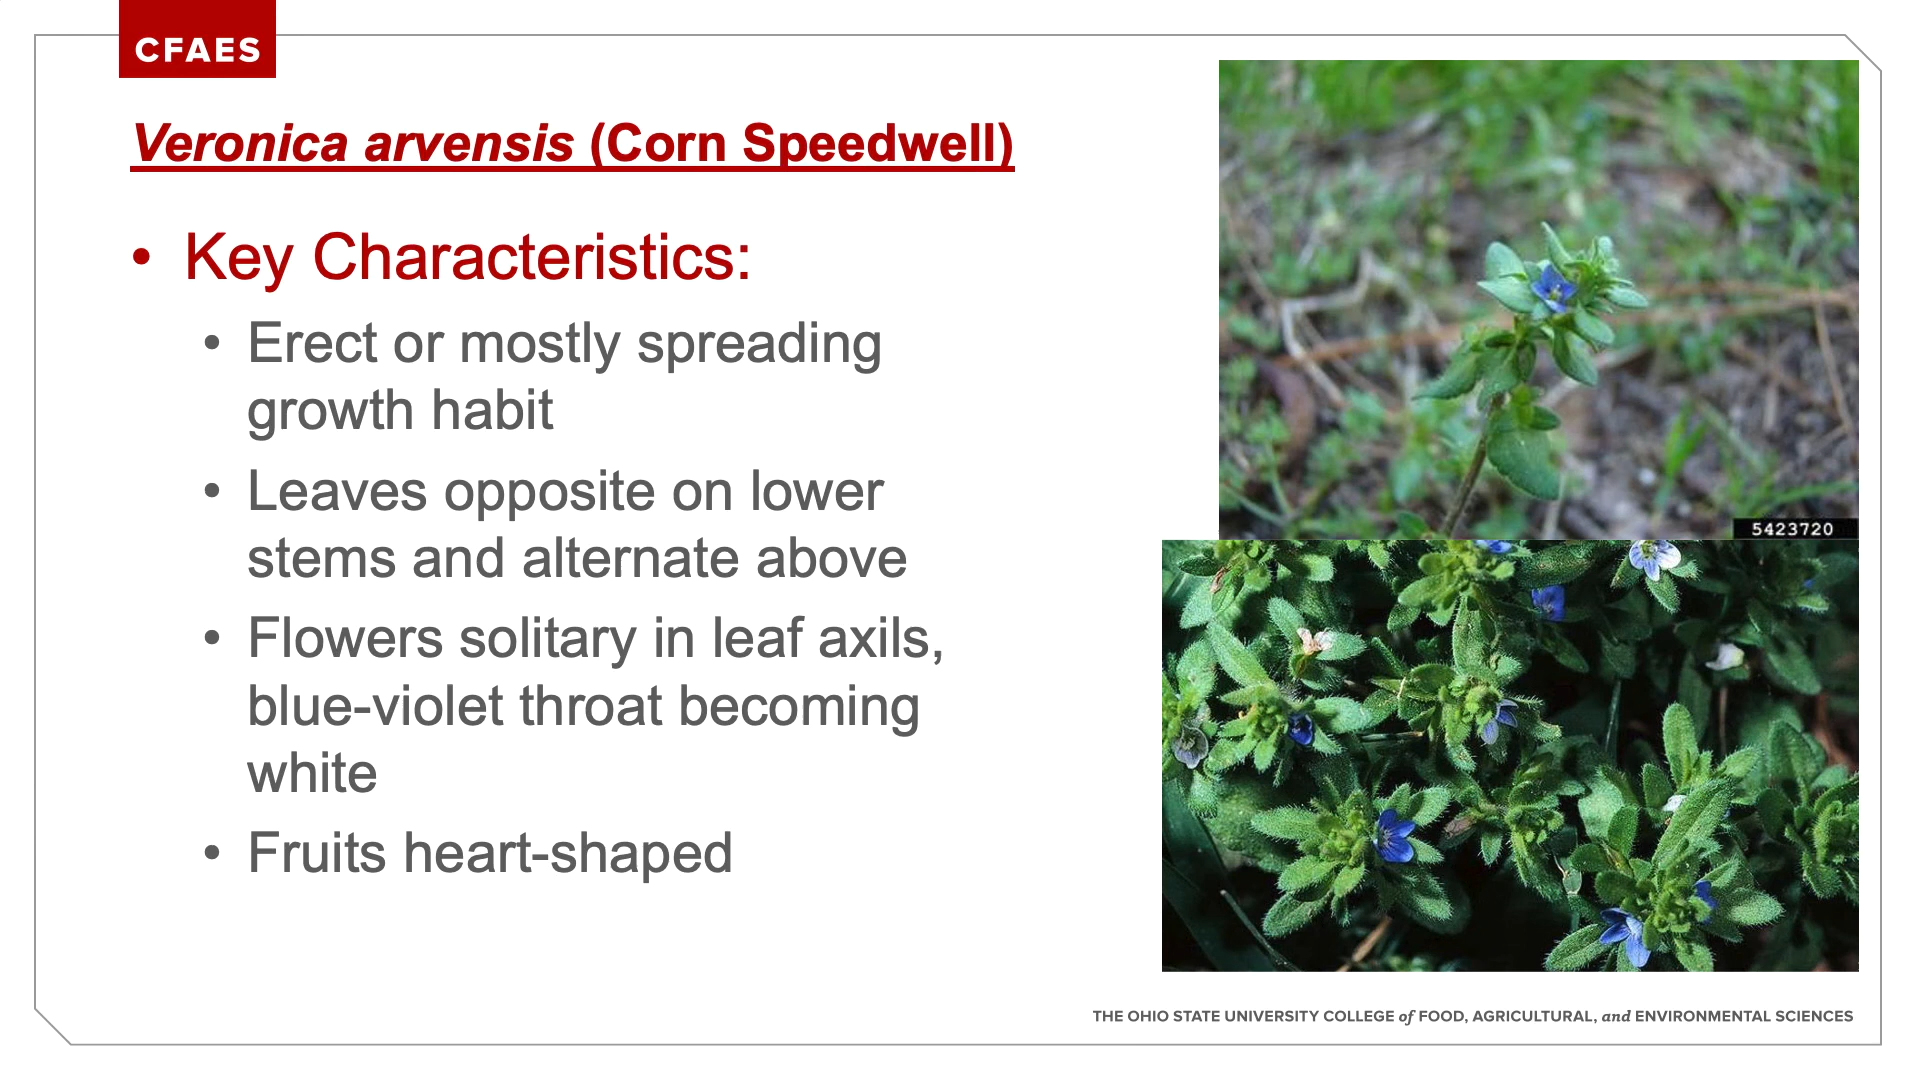 CFAES
Veronica arvensis (Corn Speedwell)
• Key Characteristics:
• Erect or mostly spreading
growth habit
• Leaves opposite on lower
stems and alternate above
• Flowers solitary in leaf axils,
blue-violet throat becoming
white
• Fruits heart-shaped
5423720
THE OHIO STATE UNIVERSITY COLLEGE of FOOD, AGRICULTURAL, and ENVIRONMENTAL SCIENCES